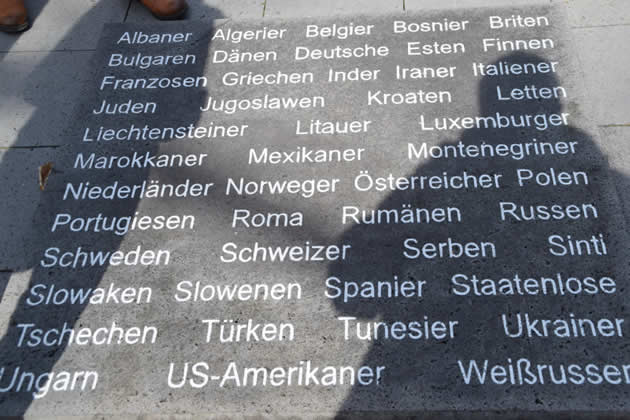 Albaner Algerier Belgier Bosnier Briten
Bulgaren Dänen Deutsche Esten Finnen
Franzosen Griechen Inder Iraner Italiener
Juden Jugoslawen Kroaten Letten
Liechtensteiner Litauer Luxemburger
Marokkaner Mexikaner Montenegriner
Niederländer Norweger Österreicher Polen
Portugiesen Roma Rumänen Russen
Schweden Schweizer Serben Sinti
Slowaken Slowenen Spanier Staatenlose
Tschechen Türken Tunesier Ukrainer
Ungarn US-Amerikaner Weißrussen